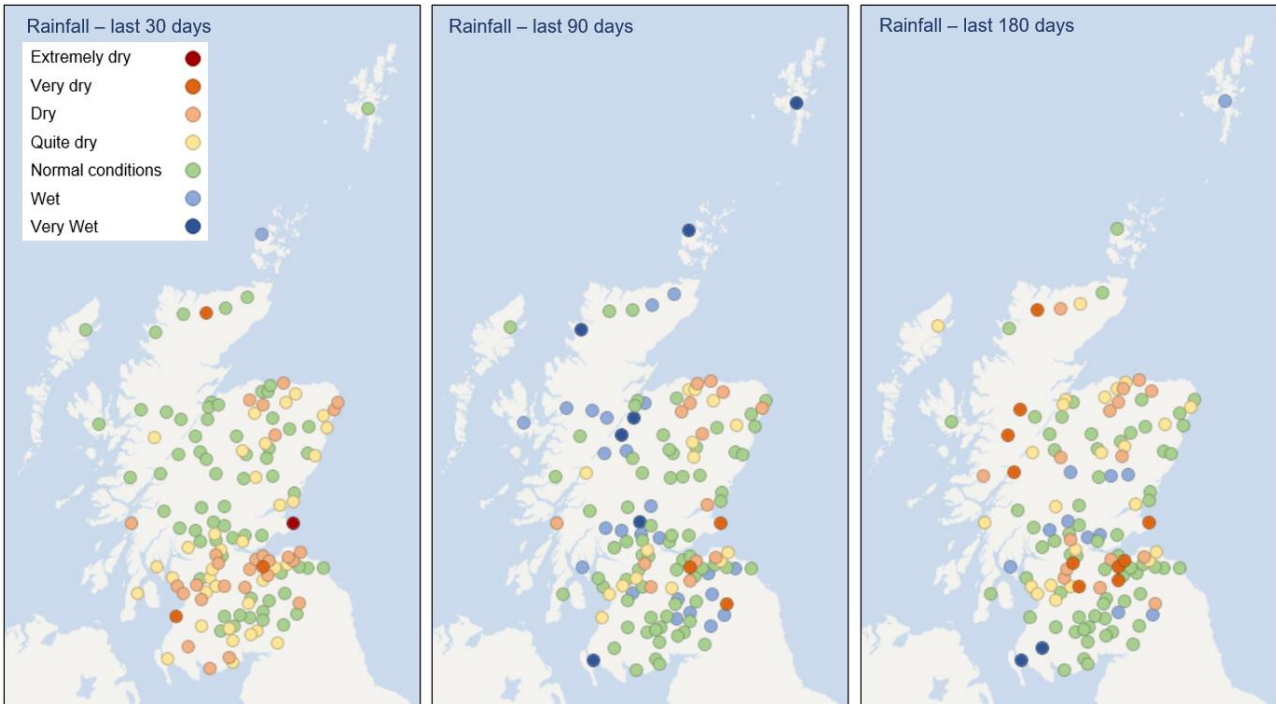 Rainfall – last 30 days
Extremely dry
Very dry
Dry
Quite dry
Normal conditions
Wet
Very Wet
Rainfall – last 90 days
Rainfall – last 180 days